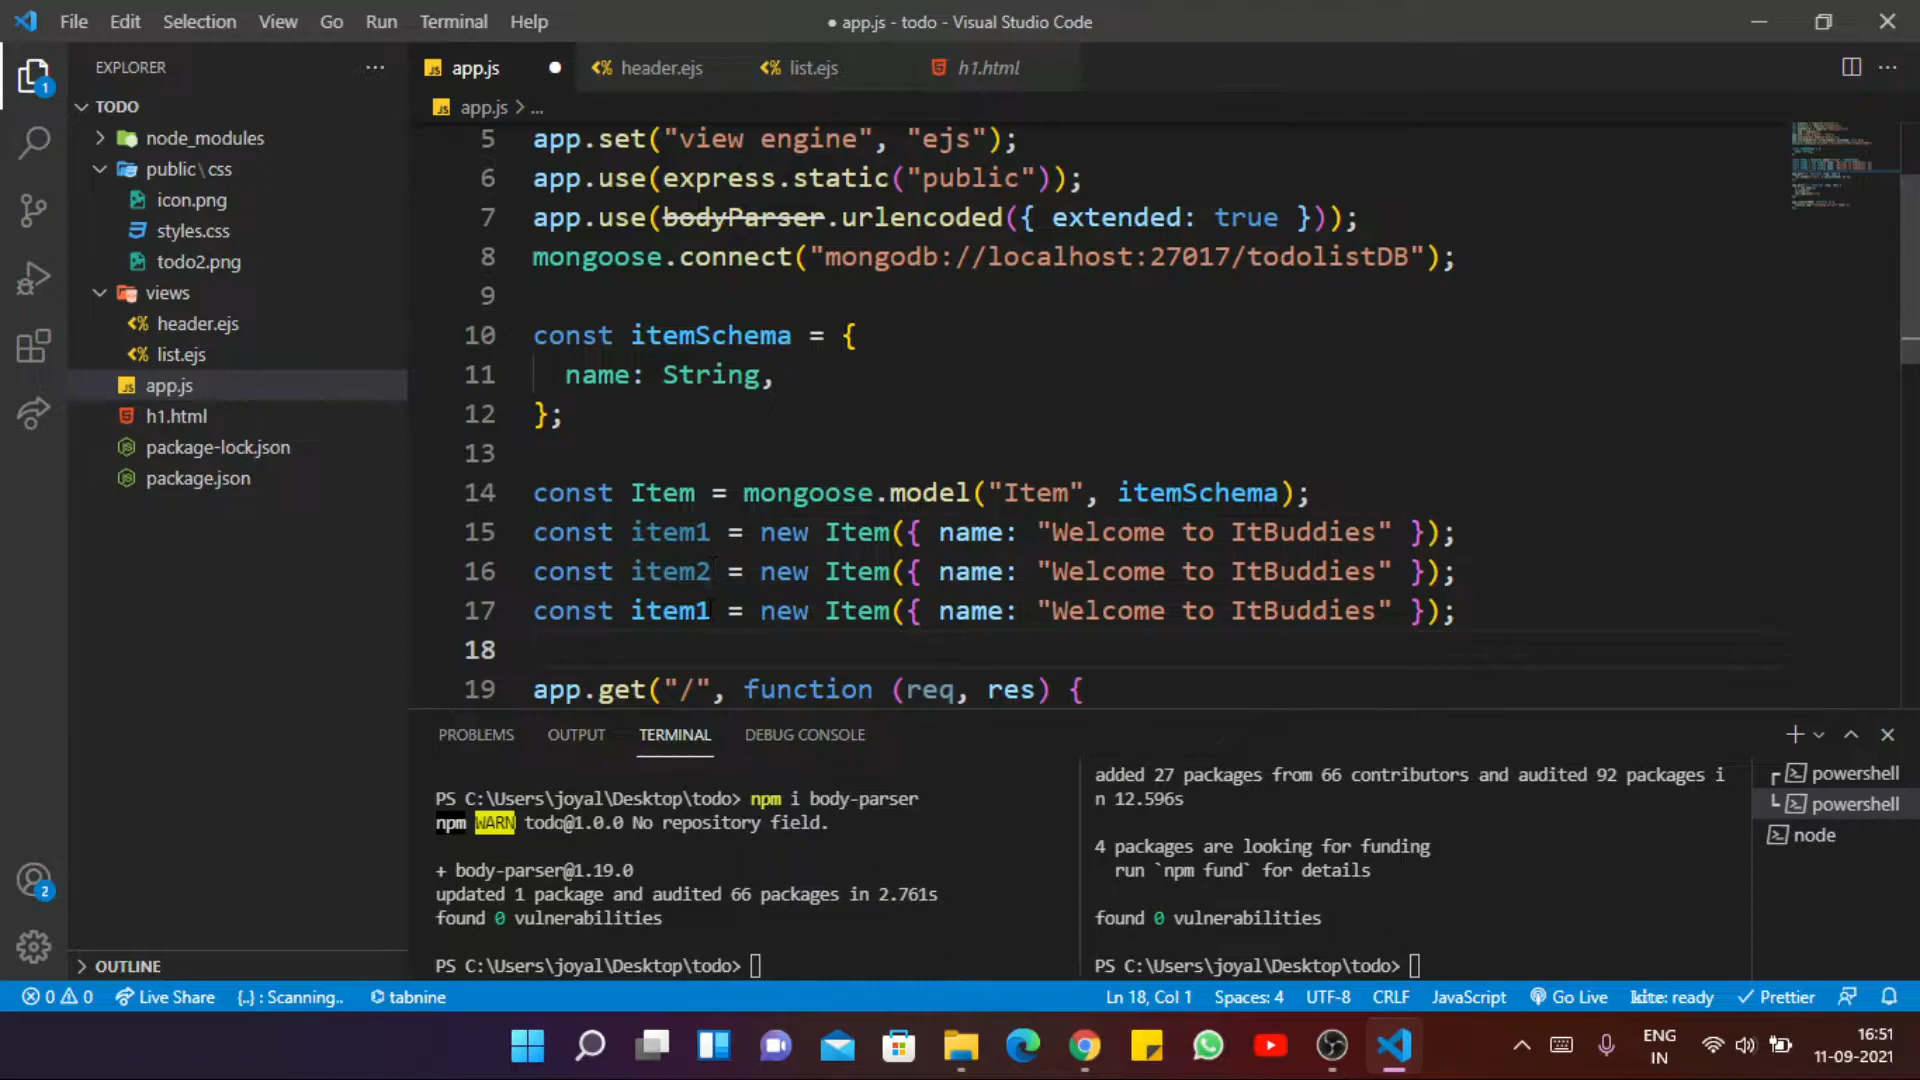 File Edit Selection View Go Run Terminal Help
● app.js - todo - Visual Studio Code
EXPLORER
TODO
node_modules
public\css
icon.png
styles.css
todo2.png
views
header.ejs
list.ejs
app.js
h1.html
package-lock.json
package.json
OUTLINE
1
2
app.js header.ejs list.ejs h1.html
app.js > ...
5 app.set("view engine", "ejs");
6 app.use(express.static("public"));
7 app.use(bodyParser.urlencoded({ extended: true }));
8 mongoose.connect("mongodb://localhost:27017/todolistDB");
9
10 const itemSchema = {
11 name: String,
12 };
13
14 const Item = mongoose.model("Item", itemSchema);
15 const item1 = new Item({ name: "Welcome to ItBuddies" });
16 const item2 = new Item({ name: "Welcome to ItBuddies" });
17 const item1 = new Item({ name: "Welcome to ItBuddies" });
18
19 app.get("/", function (req, res) {
PROBLEMS OUTPUT TERMINAL DEBUG CONSOLE
PS C:\Users\joyal\Desktop\todo> npm i body-parser
npm WARN todo@1.0.0 No repository field.
+ body-parser@1.19.0
updated 1 package and audited 66 packages in 2.761s
found 0 vulnerabilities
PS C:\Users\joyal\Desktop\todo>
added 27 packages from 66 contributors and audited 92 packages i
n 12.596s
4 packages are looking for funding
run `npm fund` for details
found 0 vulnerabilities
PS C:\Users\joyal\Desktop\todo>
powershell
powershell
node
0 0 Live Share {..} : Scanning.. tabnine Ln 18, Col 1 Spaces: 4 UTF-8 CRLF JavaScript Go Live kite: ready Prettier
ENG
IN
16:51
11-09-2021